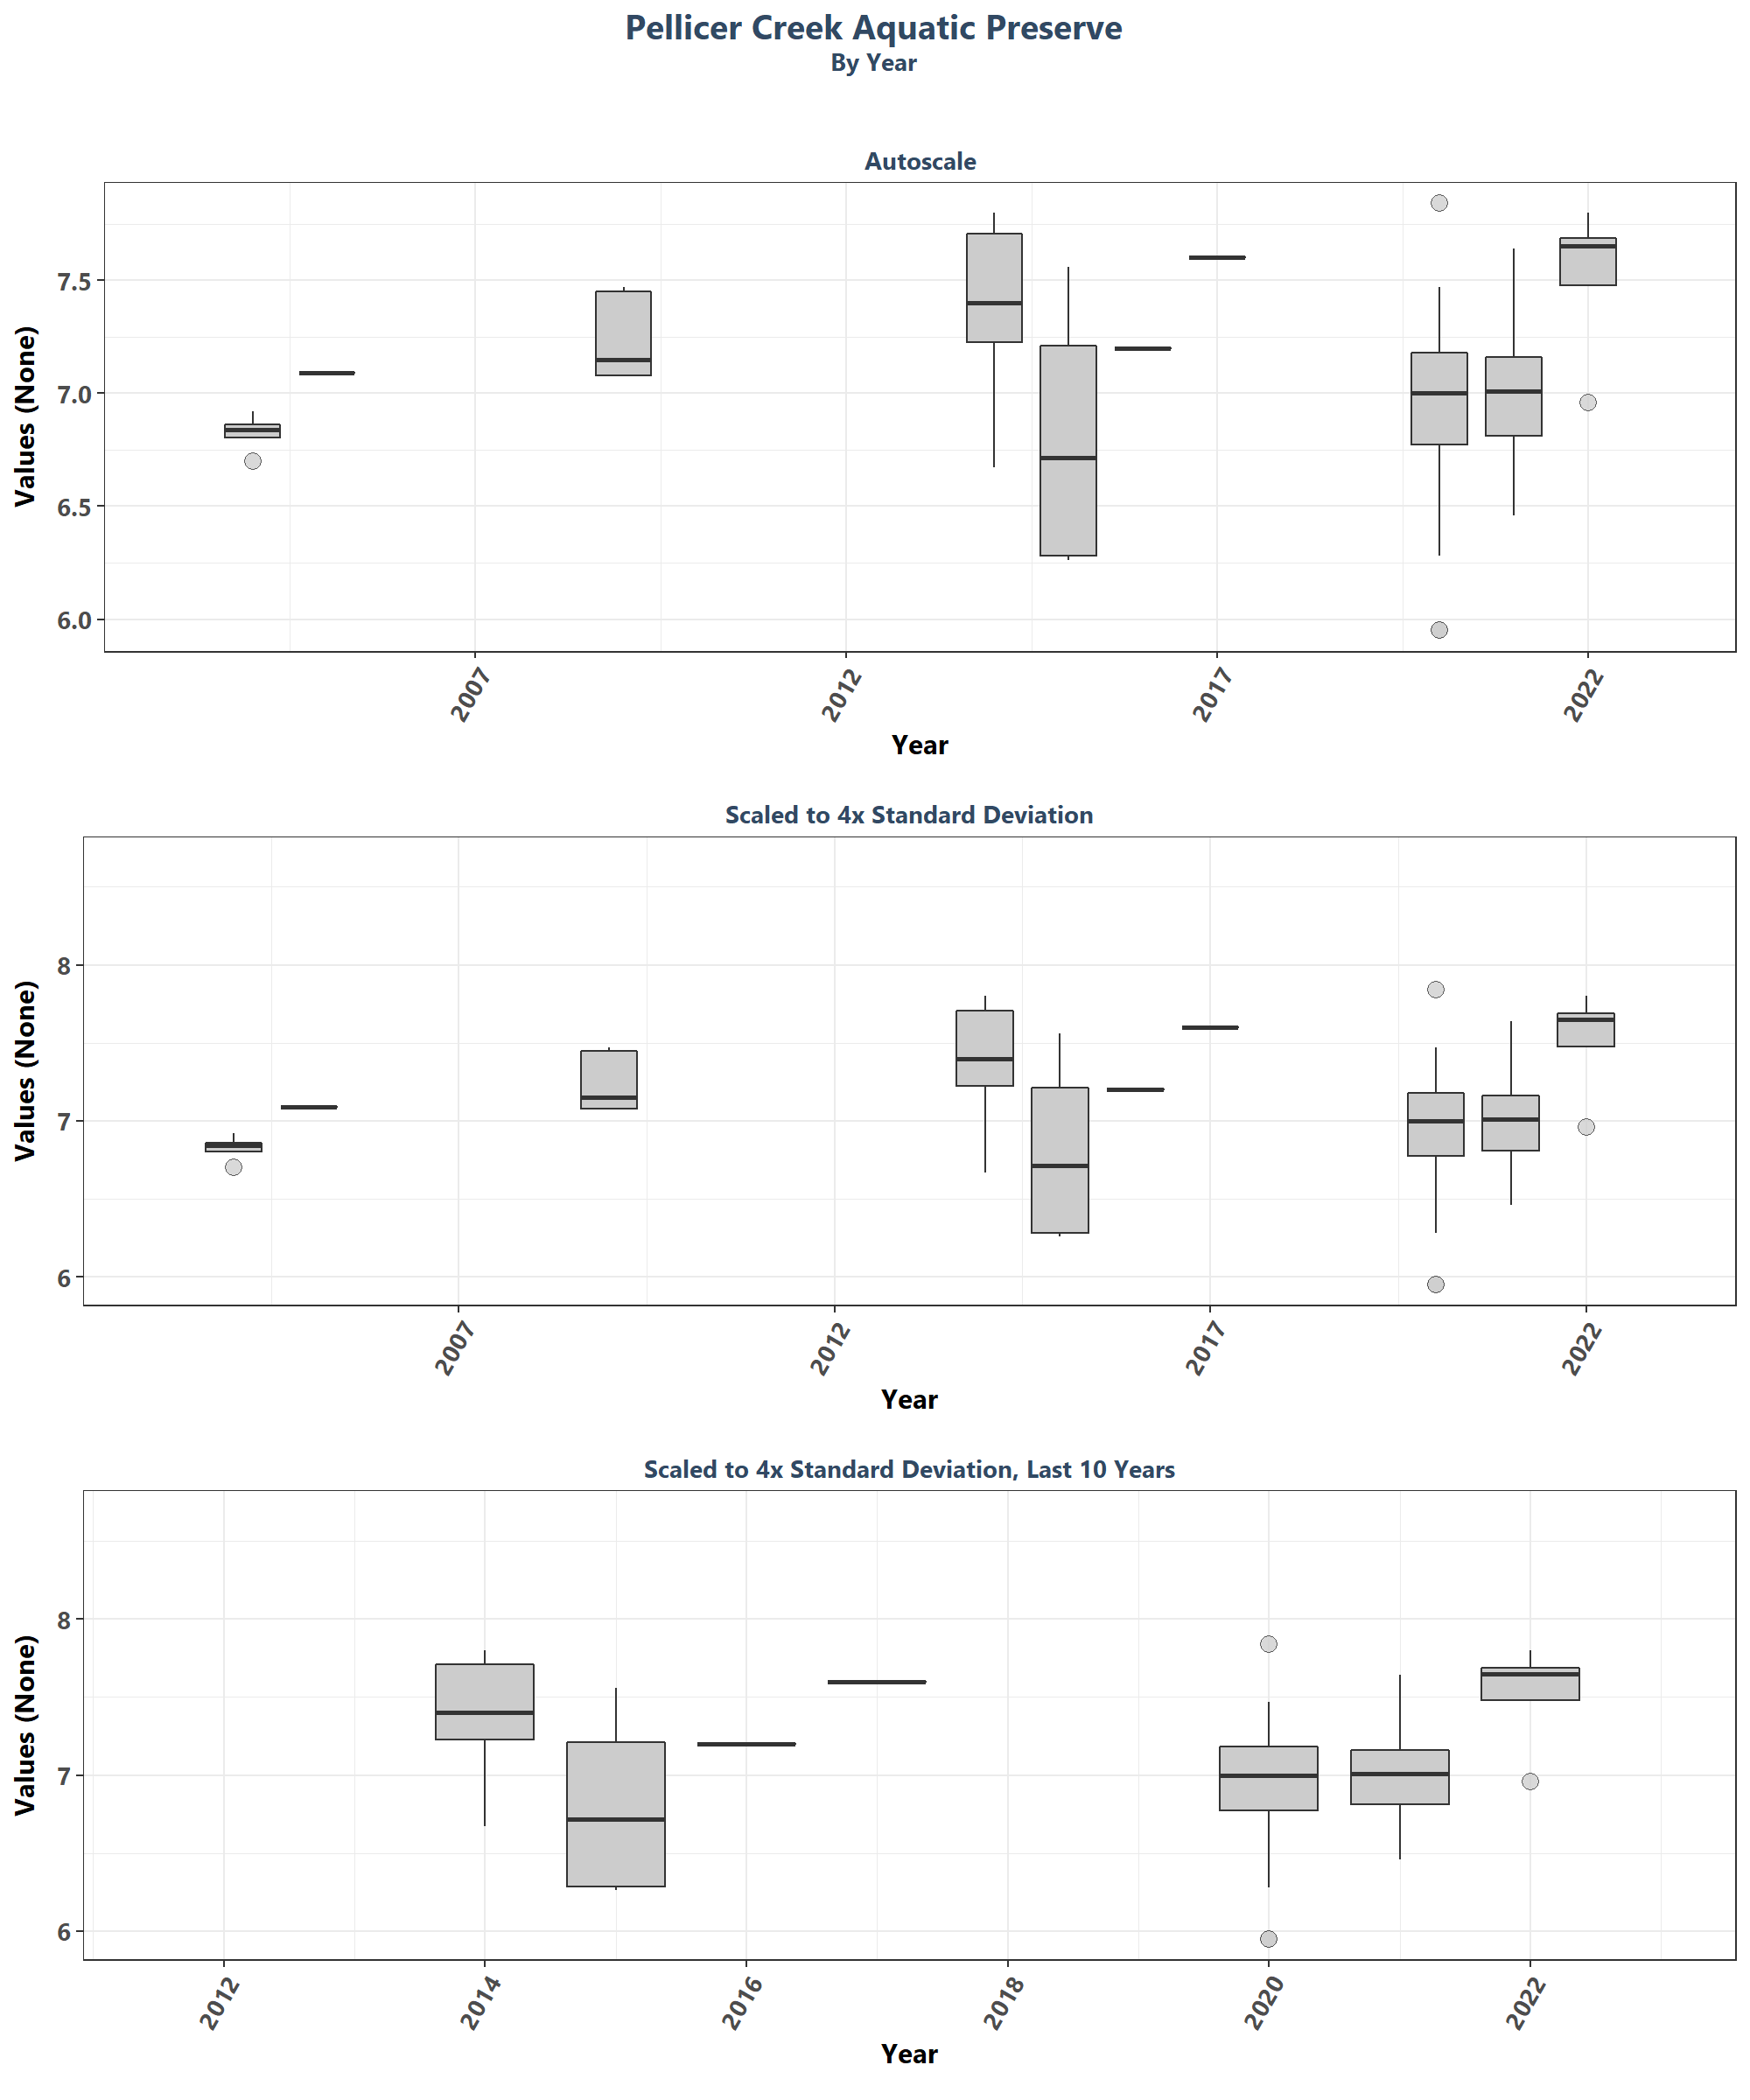 Pellicer Creek Aquatic Preserve
By Year
Autoscale
Values (None)
7.5
7.0
6.5
6.0
2007 2012 2017 2022
Year
Scaled to 4x Standard Deviation
Values (None)
8
7
6
2007 2012 2017 2022
Year
Scaled to 4x Standard Deviation, Last 10 Years
Values (None)
8
7
6
2012 2014 2016 2018 2020 2022
Year